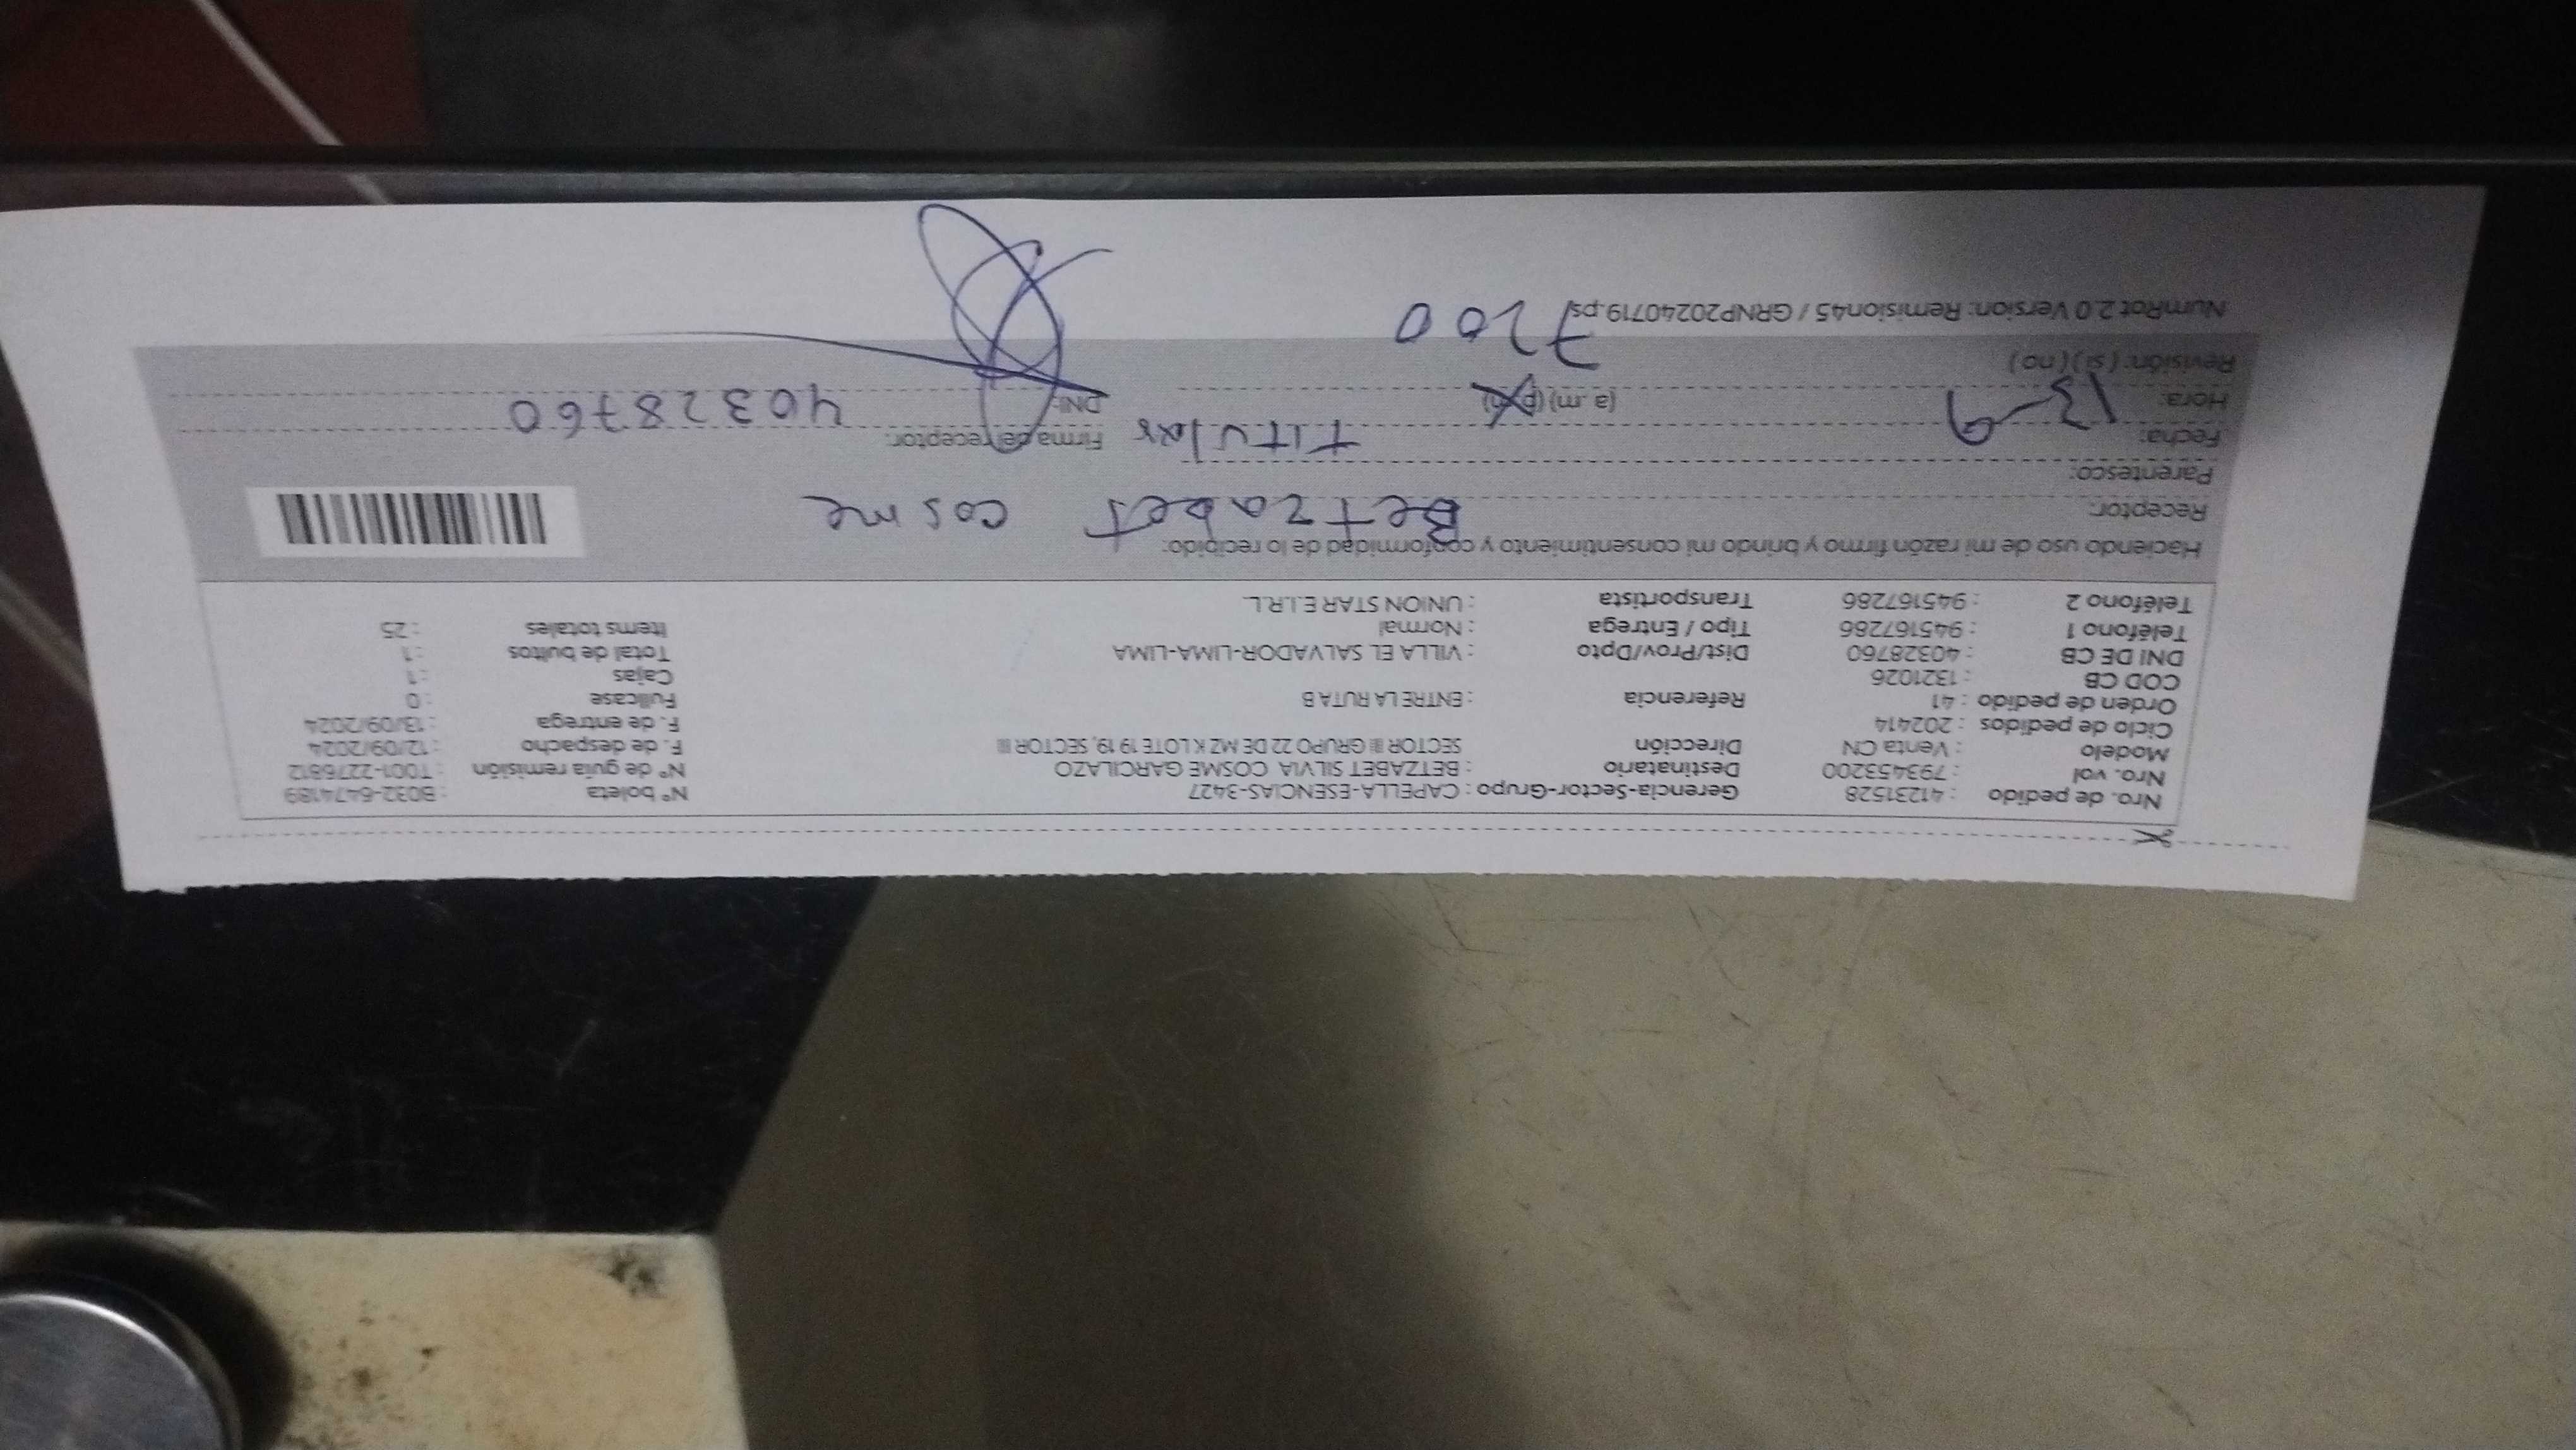 Nro. de pedido : 41231528 Gerencia-Sector-Grupo : CAPELLA-ESENCIAS-3427 Nº boleta : B032-6474189
Nro. vol : 793453200 Destinatario : BETZABET SILVIA COSME GARCILAZO Nº de guía remisión : T001-2276812
Modelo : Venta CN Dirección SECTOR III GRUPO 22 DE MZ K LOTE 19 19, SECTOR III F. de despacho : 12/09/2024
Ciclo de pedidos : 202414 F. de entrega : 13/09/2024
Orden de pedido : 41 Referencia : ENTRE LA RUTA B Fullcase : 0
COD CB : 1321026 Cajas : 1
DNI DE CB : 40328760 Dist/Prov/Dpto : VILLA EL SALVADOR-LIMA-LIMA Total de bultos : 1
Teléfono 1 : 945167286 Tipo / Entrega : Normal Items totales : 25
Teléfono 2 : 945167286 Transportista : UNION STAR E.I.R.L.
Haciendo uso de mi razón firmo y brindo mi consentimiento y conformidad de lo recibido:
Receptor: Betzabet cosme
Parentesco: titular
Fecha: 13-9 Firma del receptor:
Hora: (a.m) (p.m) DNI: 40328760
Revisión: ( si ) ( no ) 7200
NumRot 2.0 Version: Remision45 / GRNP20240719.ps